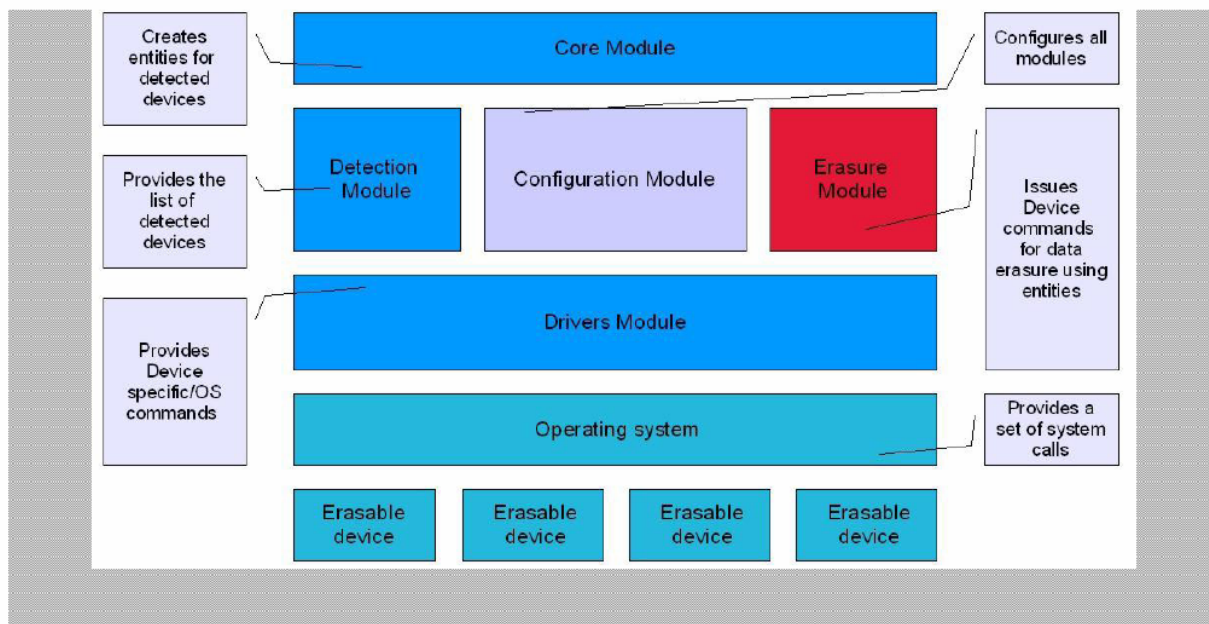 Creates
entities for
detected
devices
Core Module
Configures all
modules
Provides the
list of
detected
devices
Detection
Module
Configuration Module
Erasure
Module
Issues
Device
commands
for data
erasure using
entities
Provides
Device
specific/OS
commands
Drivers Module
Operating system
Provides a
set of system
calls
Erasable
device
Erasable
device
Erasable
device
Erasable
device